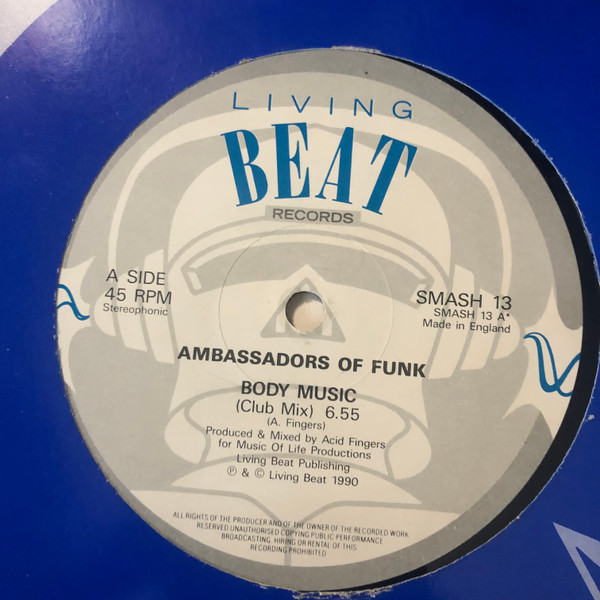 LIVING
BEAT
RECORDS
A SIDE
45 RPM
Stereophonic
SMASH 13
SMASH 13 A*
Made in England
AMBASSADORS OF FUNK
BODY MUSIC
(Club Mix) 6.55
(A. Fingers)
Produced & Mixed by Acid Fingers
for Music Of Life Productions
Living Beat Publishing
℗ & © Living Beat 1990
ALL RIGHTS OF THE PRODUCER AND OF THE OWNER OF THE RECORDED WORK
RESERVED UNAUTHORISED COPYING PUBLIC PERFORMANCE
BROADCASTING, HIRING OR RENTAL OF THIS
RECORDING PROHIBITED